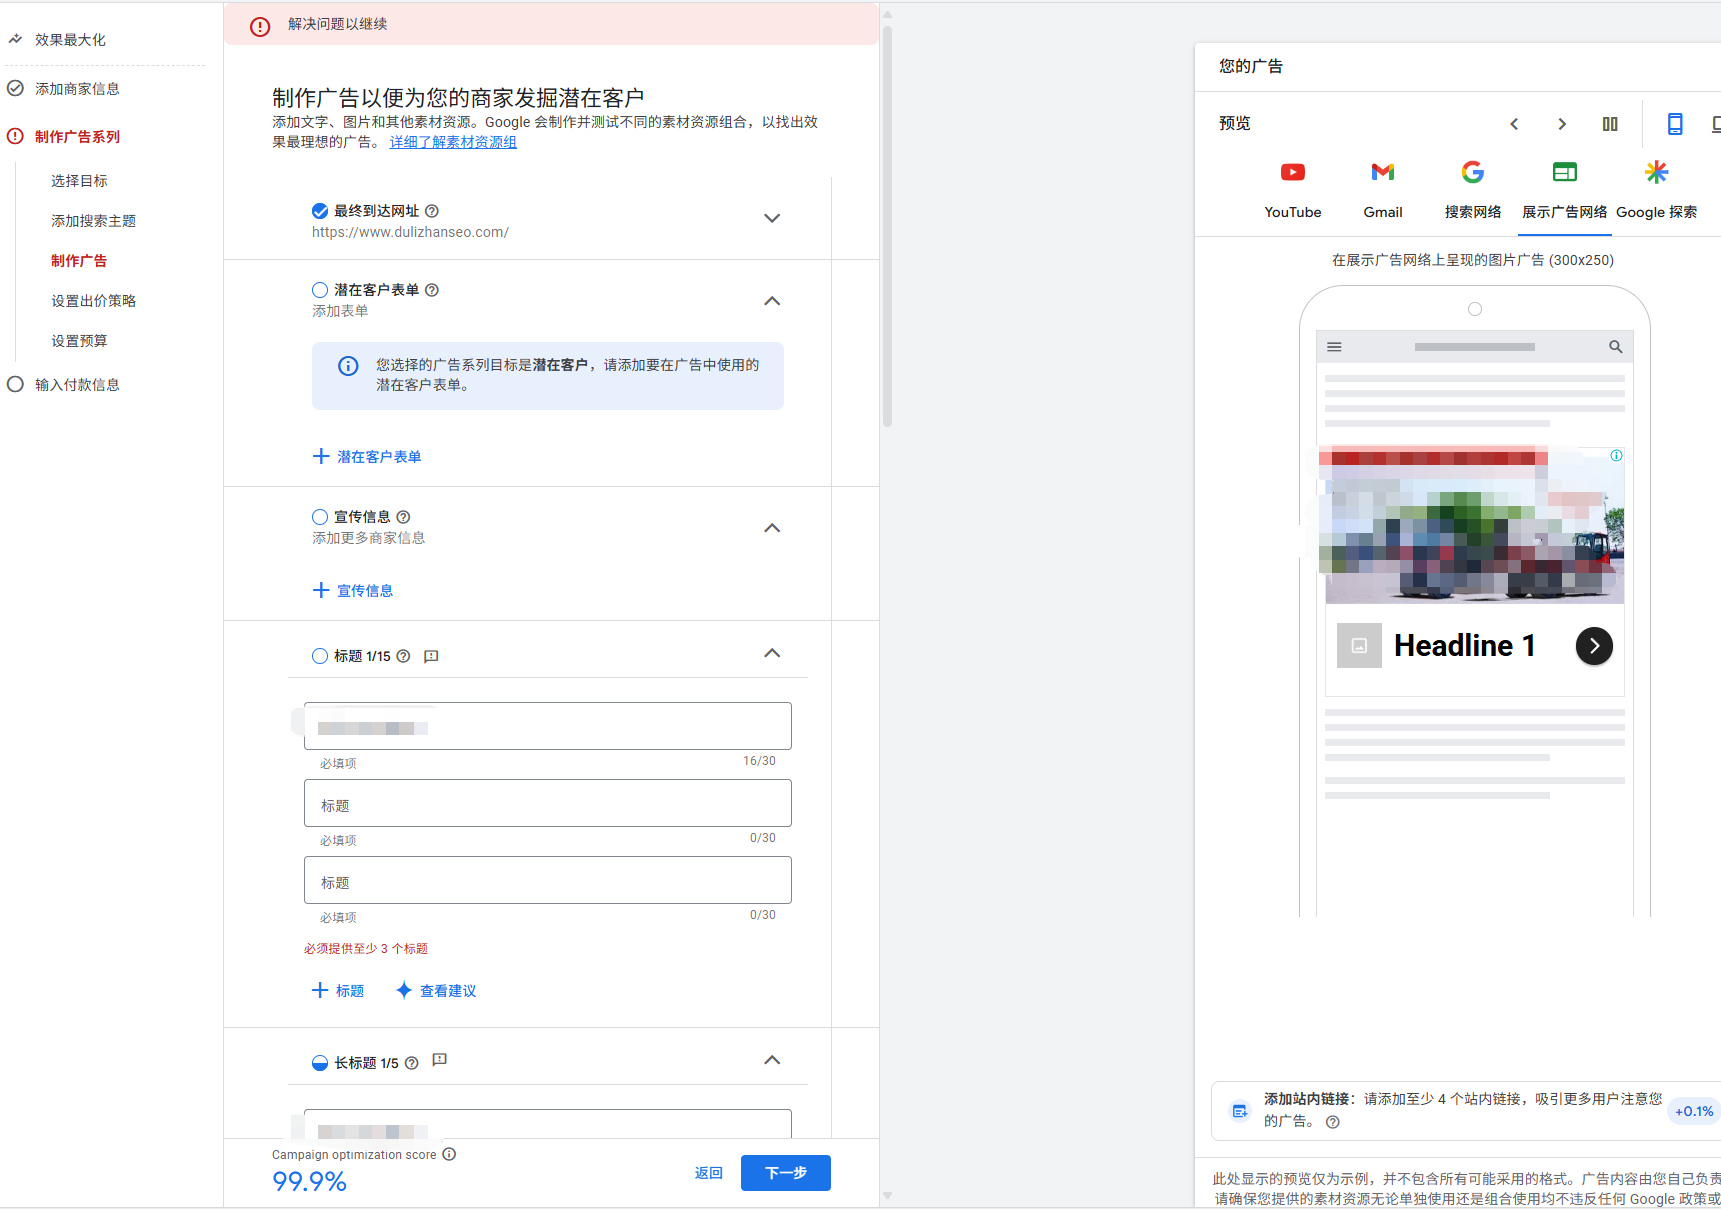 效果最大化
添加商家信息
制作广告系列
选择目标
添加搜索主题
制作广告
设置出价策略
设置预算
输入付款信息
解决问题以继续
制作广告以便为您的商家发掘潜在客户
添加文字、图片和其他素材资源。Google 会制作并测试不同的素材资源组合，以找出效
果最理想的广告。 详细了解素材资源组
最终到达网址
https://www.dulizhanseo.com/
潜在客户表单
添加表单
您选择的广告系列目标是潜在客户，请添加要在广告中使用的
潜在客户表单。
潜在客户表单
宣传信息
添加更多商家信息
宣传信息
标题 1/15
必填项
16/30
标题
必填项
0/30
标题
必填项
0/30
必须提供至少 3 个标题
标题
查看建议
长标题 1/5
Campaign optimization score
99.9%
返回
下一步
您的广告
预览
YouTube
Gmail
搜索网络
展示广告网络
Google 探索
在展示广告网络上呈现的图片广告 (300x250)
Headline 1
添加站内链接：请添加至少 4 个站内链接，吸引更多用户注意您
的广告。
+0.1%
此处显示的预览仅为示例，并不包含所有可能采用的格式。广告内容由您自己负责
请确保您提供的素材资源无论单独使用还是组合使用均不违反任何 Google 政策或